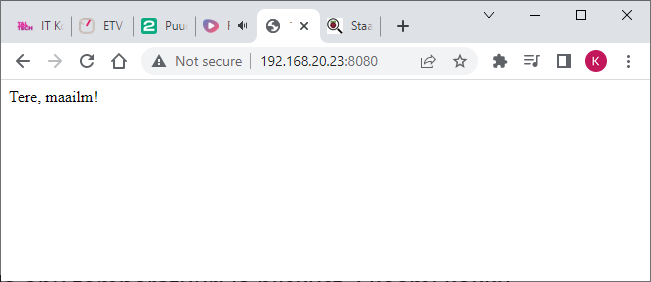 IT K
ETV
Puu
Staa
Not secure
192.168.20.23:8080
K
Tere, maailm!